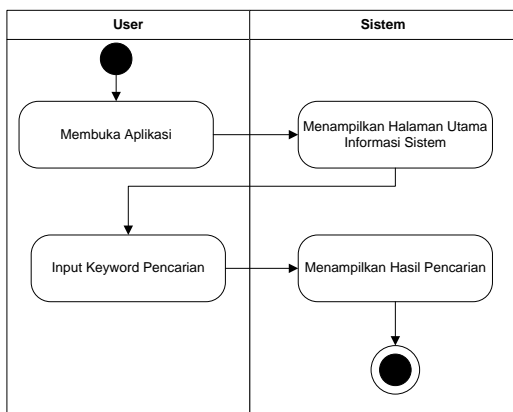 User
Sistem
Membuka Aplikasi
Menampilkan Halaman Utama
Informasi Sistem
Input Keyword Pencarian
Menampilkan Hasil Pencarian